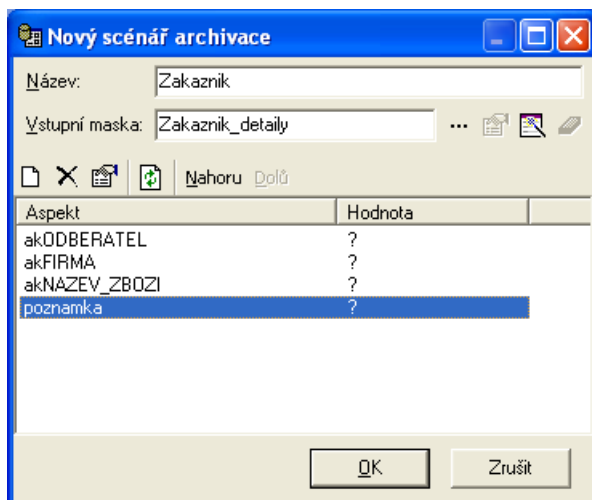 Nový scénář archivace
Název: Zakaznik
Vstupní maska: Zakaznik_detaily ...
Nahoru Dolů
Aspekt Hodnota
akODBERATEL ?
akFIRMA ?
akNAZEV_ZBOZI ?
poznamka ?
OK Zrušit